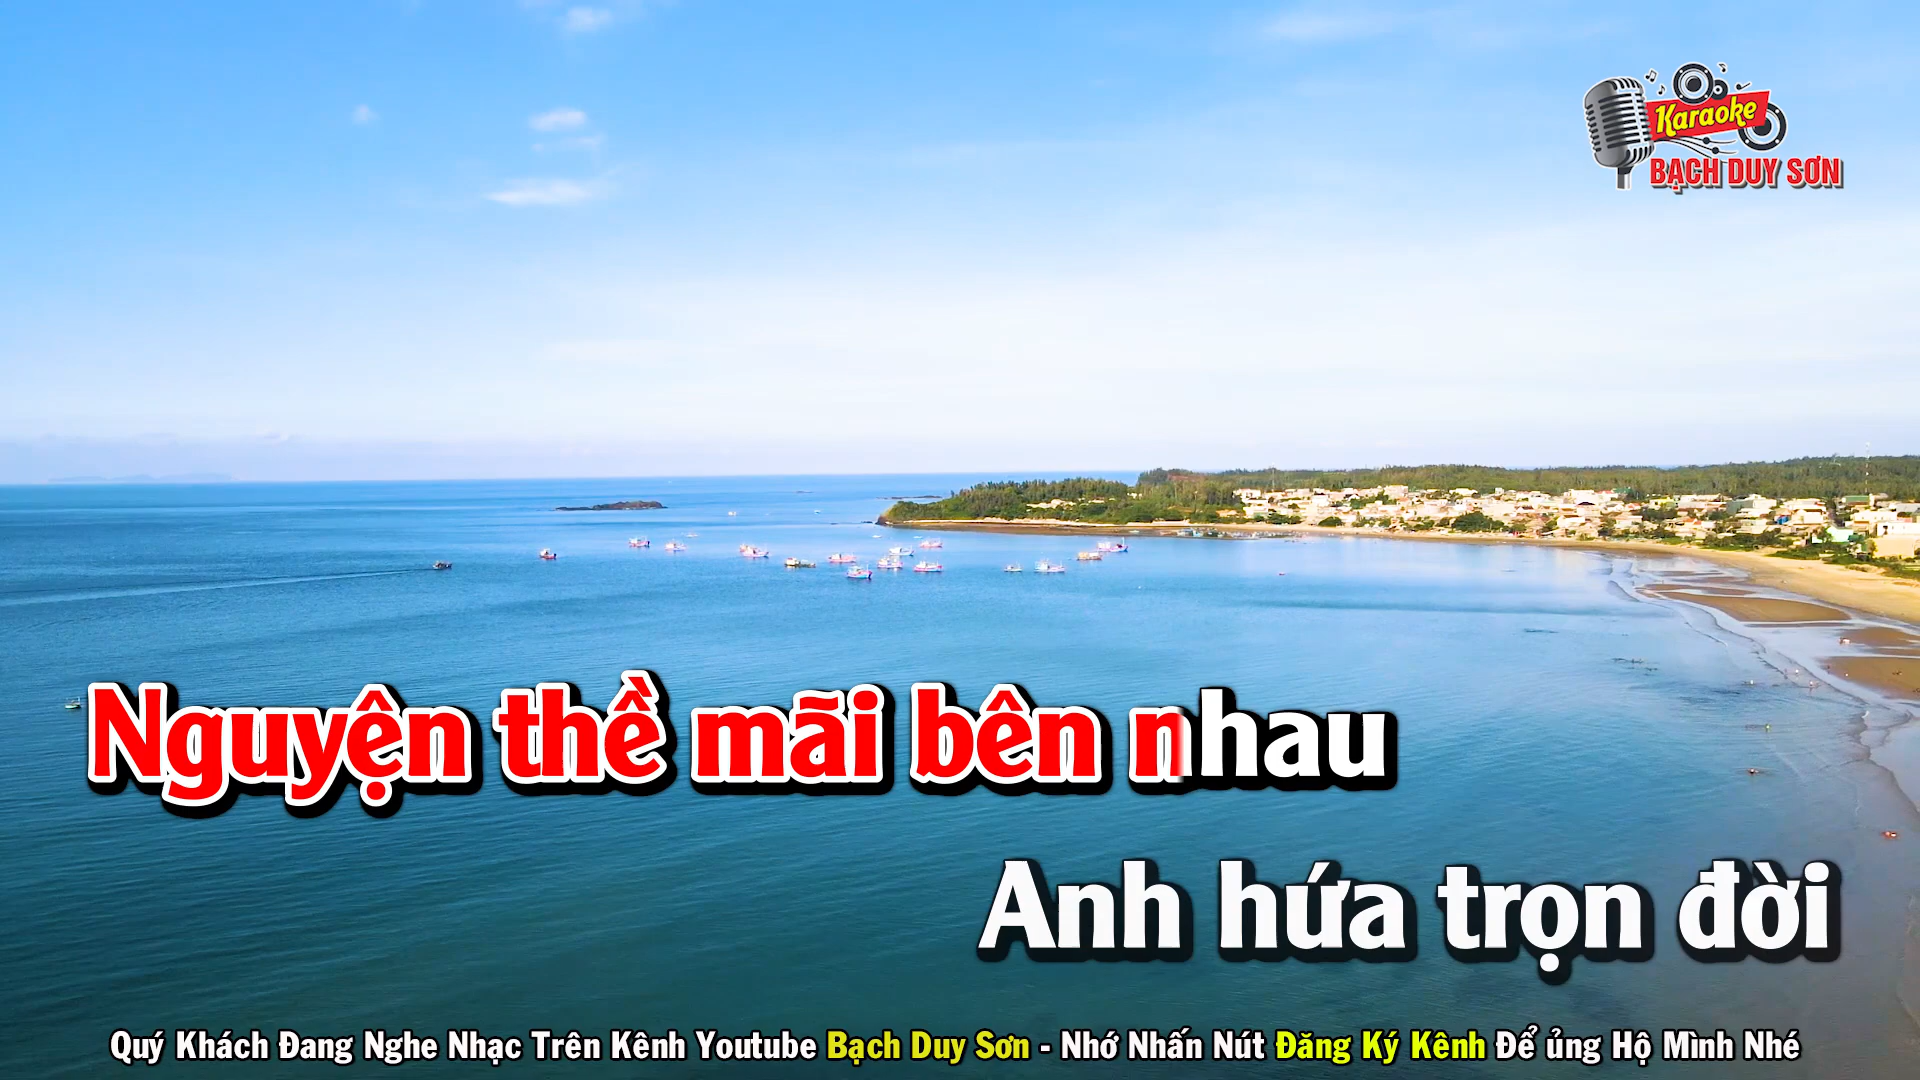 Karaoke
BẠCH DUY SƠN
Nguyện thề mãi bên nhau
Anh hứa trọn đời
Quý Khách Đang Nghe Nhạc Trên Kênh Youtube Bạch Duy Sơn - Nhớ Nhấn Nút Đăng Ký Kênh Để ủng Hộ Mình Nhé